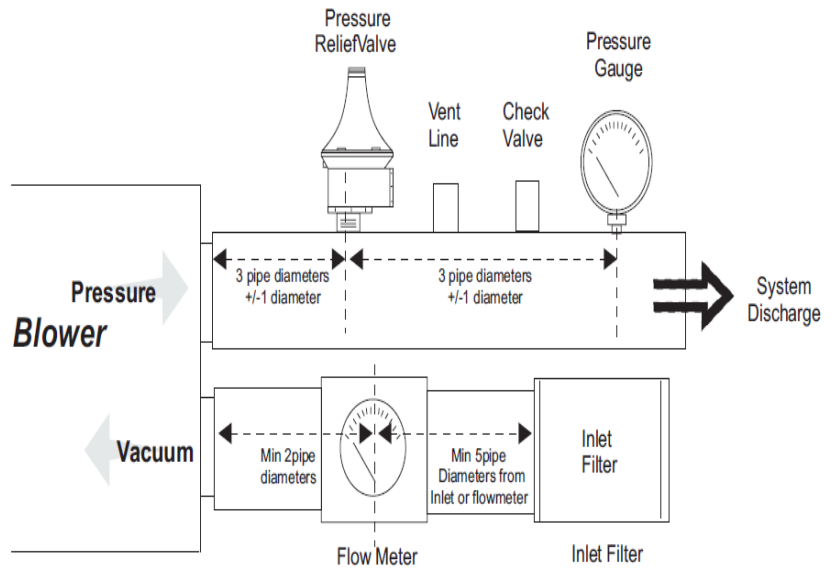 Pressure
ReliefValve
Vent
Line
Check
Valve
Pressure
Gauge
3 pipe diameters
+/-1 diameter
3 pipe diameters
+/-1 diameter
Pressure
Blower
System
Discharge
Vacuum
Min 2pipe
diameters
Min 5pipe
Diameters from
Inlet or flowmeter
Inlet
Filter
Flow Meter
Inlet Filter